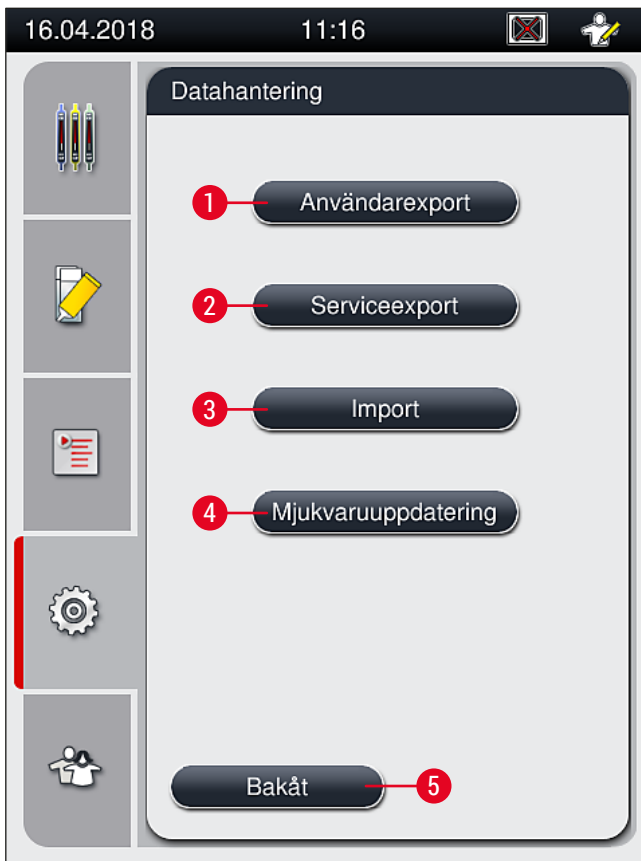 16.04.2018 11:16
Datahantering
1 Användarexport
2 Serviceexport
3 Import
4 Mjukvaruuppdatering
Bakåt 5